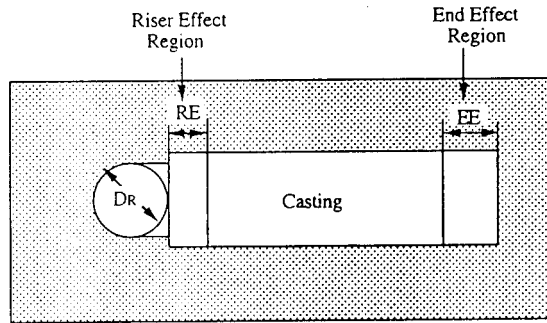 Riser Effect
Region
End Effect
Region
RE
EE
DR
Casting